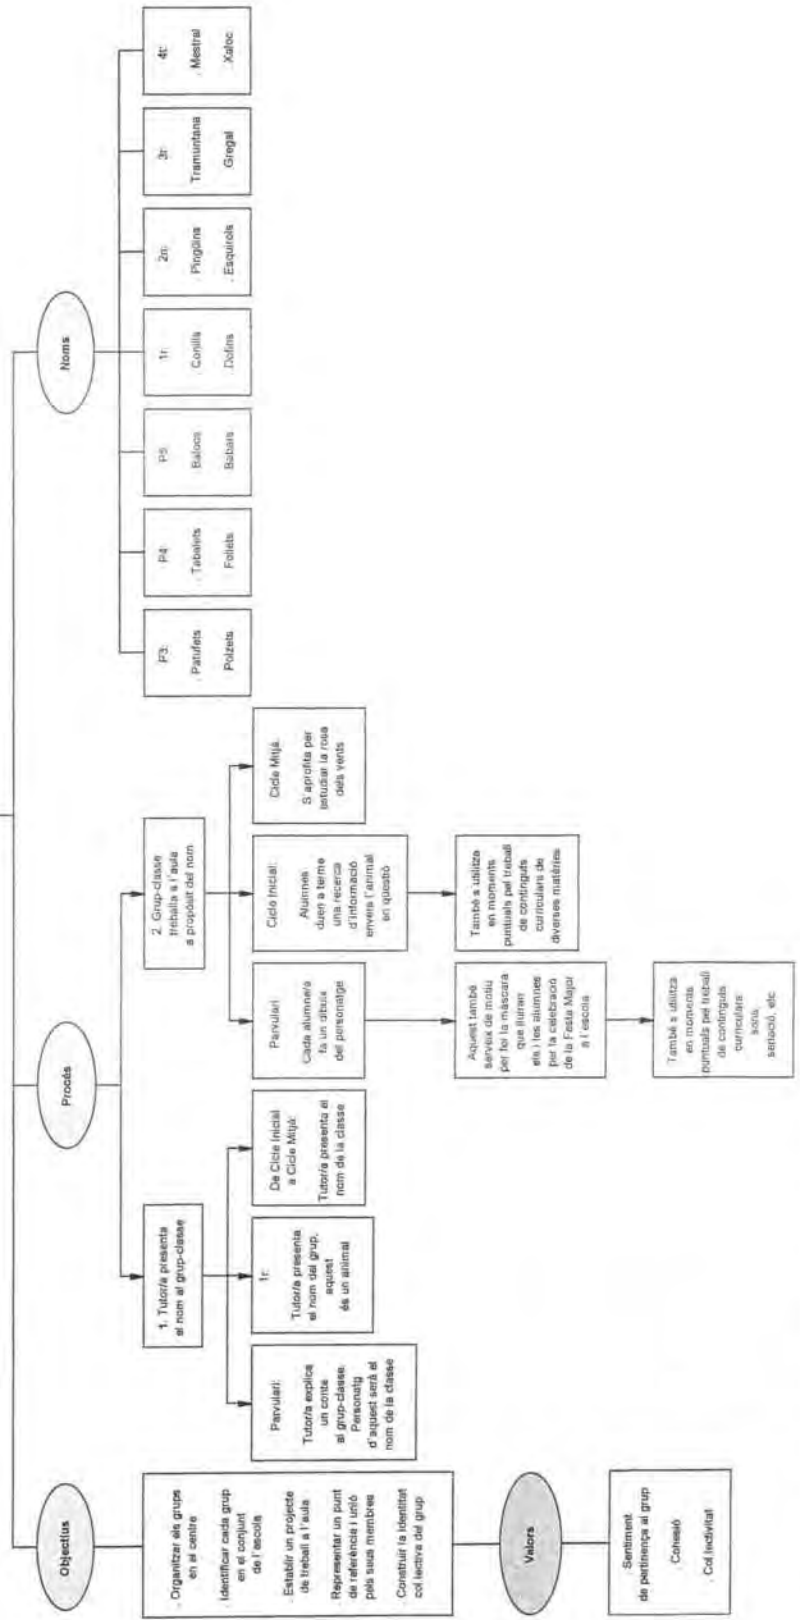 Objectius
. Organitzar els grups
en el centre
. Identificar cada grup
en el conjunt
de l'escola
. Establir un projecte
de treball a l'aula
Representar un punt
de referència i unió
pels seus membres
Construir la identitat
col lectiva del grup
Valors
. Sentiment
de pertinença al grup
. Cohesió
. Col lectivitat
Procés
1. Tutor/a presenta
el nom al grup-classe
Parvulari:
Tutor/a explica
un conte
al grup-classe.
Personatg
d'aquest serà el
nom de la classe
1r:
Tutor/a presenta
el nom del grup,
aquest
és un animal
De Cicle Inicial
a Cicle Mitjà:
Tutor/a presenta el
nom de la classe
2. Grup-classe
treballa a l'aula
a propòsit del nom
Parvulari
Cada alumne/a
fa un dibuix
del personatge
Aquest també
serveix de motiu
per fer la màscara
que lluiran
els i les alumnes
per la celebració
de la Festa Major
a l'escola
També s utilitza
en moments
puntuals pel treball
de continguts
curriculars
sons,
seriació, etc
Cicle Inicial:
Alumnes
duen a terme
una recerca
d'informació
envers l'animal
en qüestió
També s utilitza
en moments
puntuals pel treball
de continguts
curriculars de
diverses matèries
Cicle Mitjà.
S'aprofita per
estudiar la rosa
dels vents
Noms
P3:
. Patufets
Polzets
P4
. Tabalets
Follets
P5
Baloos
Babars
1r
. Conills
Dofins
2n:
. Pingüins
. Esquirols
3r
Tramuntana
Gregal
4t:
. Mestral
. Xaloc